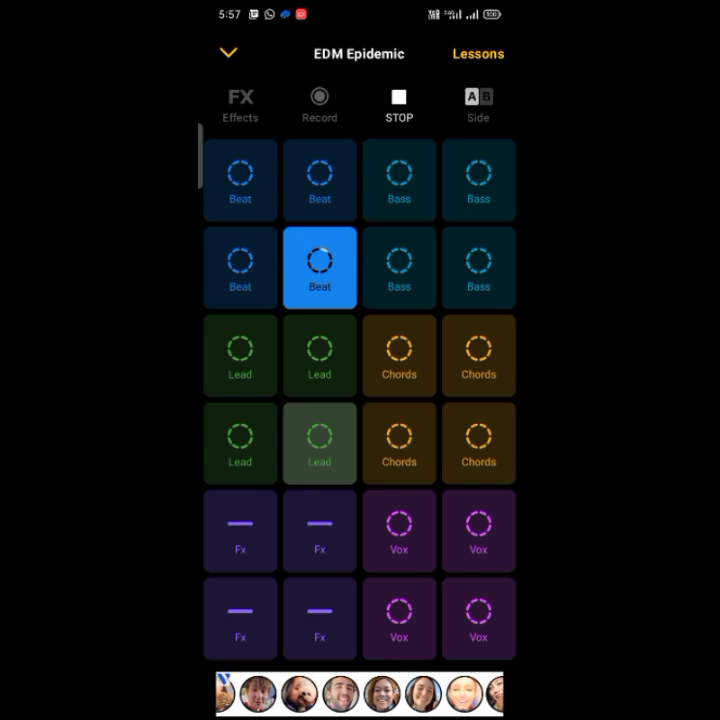 5:57
EDM Epidemic Lessons
FX
A B
Effects Record STOP Side
Beat Beat Bass Bass
Beat Beat Bass Bass
Lead Lead Chords Chords
Lead Lead Chords Chords
Fx Fx Vox Vox
Fx Fx Vox Vox